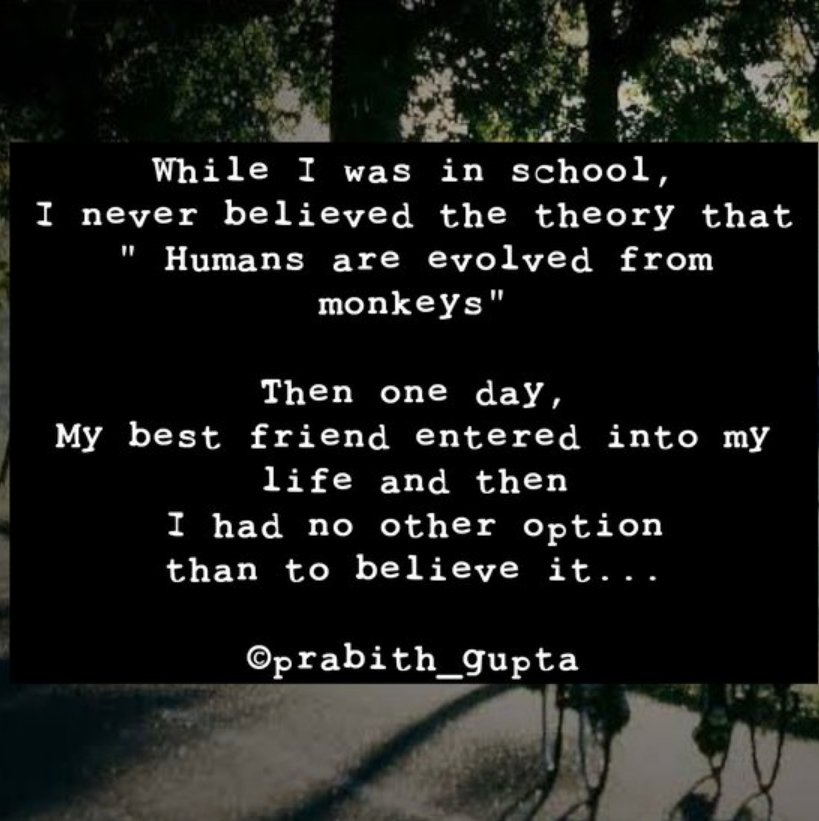 While I was in school,
I never believed the theory that
" Humans are evolved from
monkeys"
Then one day,
My best friend entered into my
life and then
I had no other option
than to believe it...
©prabith_gupta